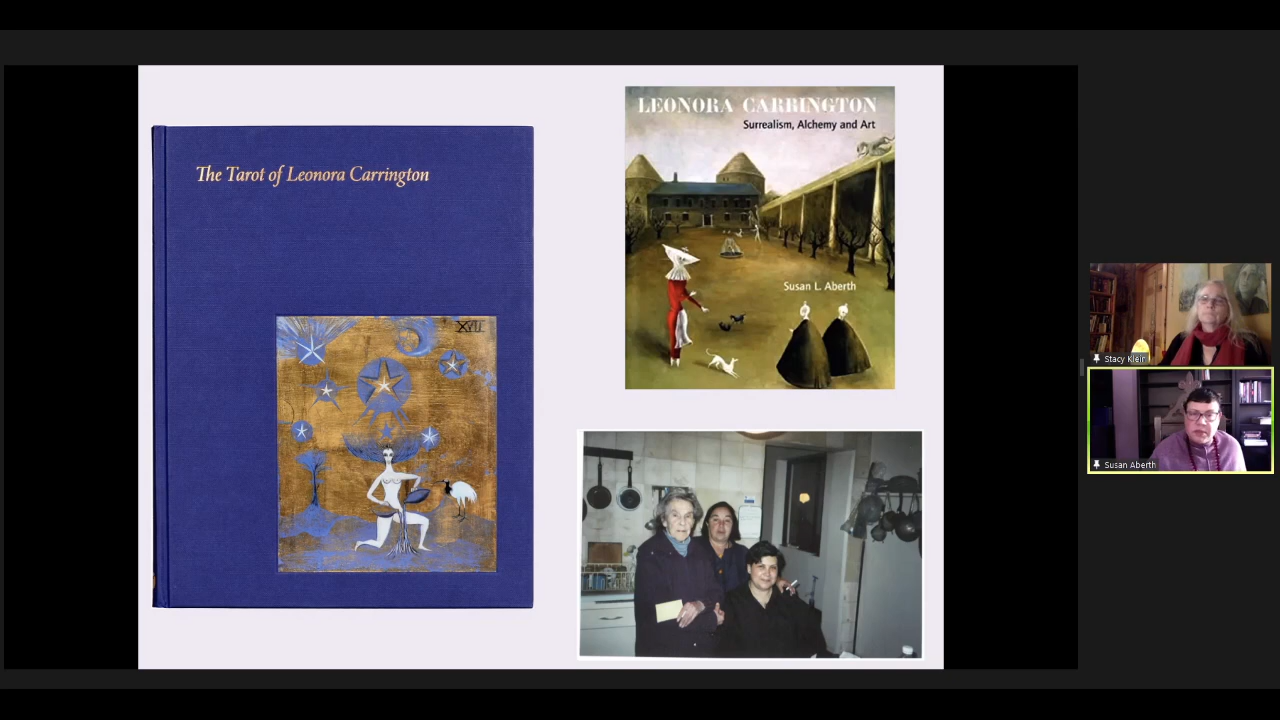 The Tarot of Leonora Carrington
XVII
LEONORA CARRINGTON
Surrealism, Alchemy and Art
Susan L. Aberth
Stacy Klein
Susan Aberth